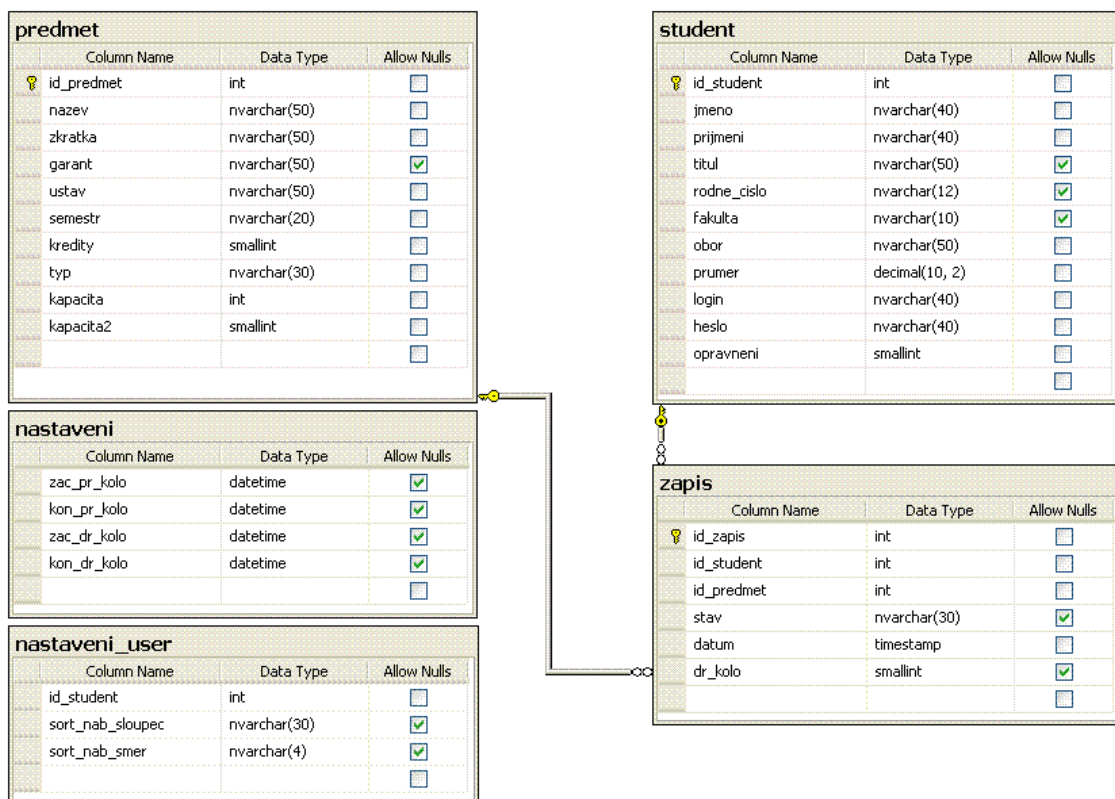 predmet
Column Name Data Type Allow Nulls
id_predmet int
nazev nvarchar(50)
zkratka nvarchar(50)
garant nvarchar(50)
ustav nvarchar(50)
semestr nvarchar(20)
kredity smallint
typ nvarchar(30)
kapacita int
kapacita2 smallint
student
Column Name Data Type Allow Nulls
id_student int
jmeno nvarchar(40)
prijmeni nvarchar(40)
titul nvarchar(50)
rodne_cislo nvarchar(12)
fakulta nvarchar(10)
obor nvarchar(50)
prumer decimal(10, 2)
login nvarchar(40)
heslo nvarchar(40)
opravneni smallint
nastaveni
Column Name Data Type Allow Nulls
zac_pr_kolo datetime
kon_pr_kolo datetime
zac_dr_kolo datetime
kon_dr_kolo datetime
zapis
Column Name Data Type Allow Nulls
id_zapis int
id_student int
id_predmet int
stav nvarchar(30)
datum timestamp
dr_kolo smallint
nastaveni_user
Column Name Data Type Allow Nulls
id_student int
sort_nab_sloupec nvarchar(30)
sort_nab_smer nvarchar(4)